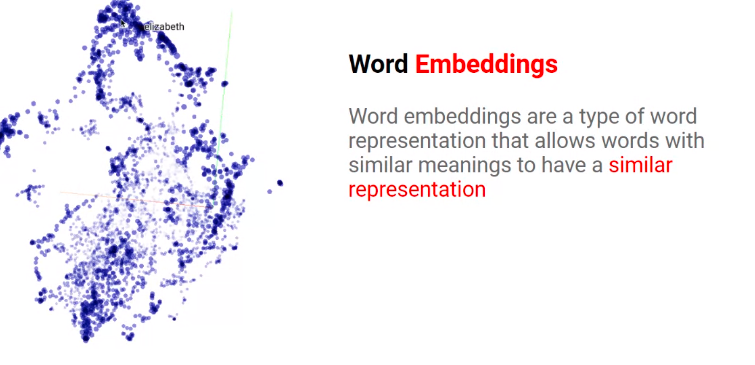 elizabeth
Word Embeddings
Word embeddings are a type of word
representation that allows words with
similar meanings to have a similar
representation